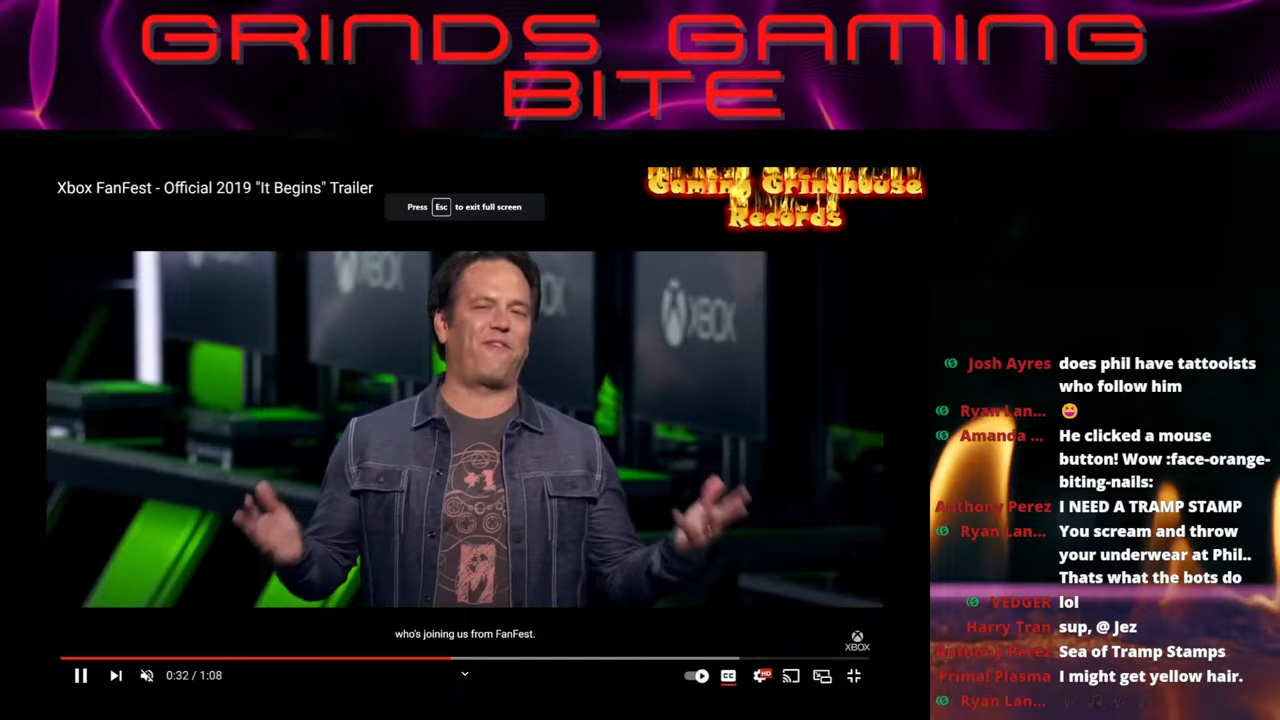 GRINDS GAMING
BITE
Xbox FanFest - Official 2019 "It Begins" Trailer
Press Esc to exit full screen
Gaming Grindhouse
Records
XBOX
XBOX
+1
who's joining us from FanFest.
XBOX
0:32 / 1:08
CC
HD
Josh Ayres does phil have tattooists
who follow him
Ryan Lan... 😆
Amanda ... He clicked a mouse
button! Wow :face-orange-
biting-nails:
Anthony Perez I NEED A TRAMP STAMP
Ryan Lan... You scream and throw
your underwear at Phil..
Thats what the bots do
VEDGER lol
Harry Tran sup, @ Jez
Anthony Perez Sea of Tramp Stamps
Primal Plasma I might get yellow hair.
Ryan Lan...